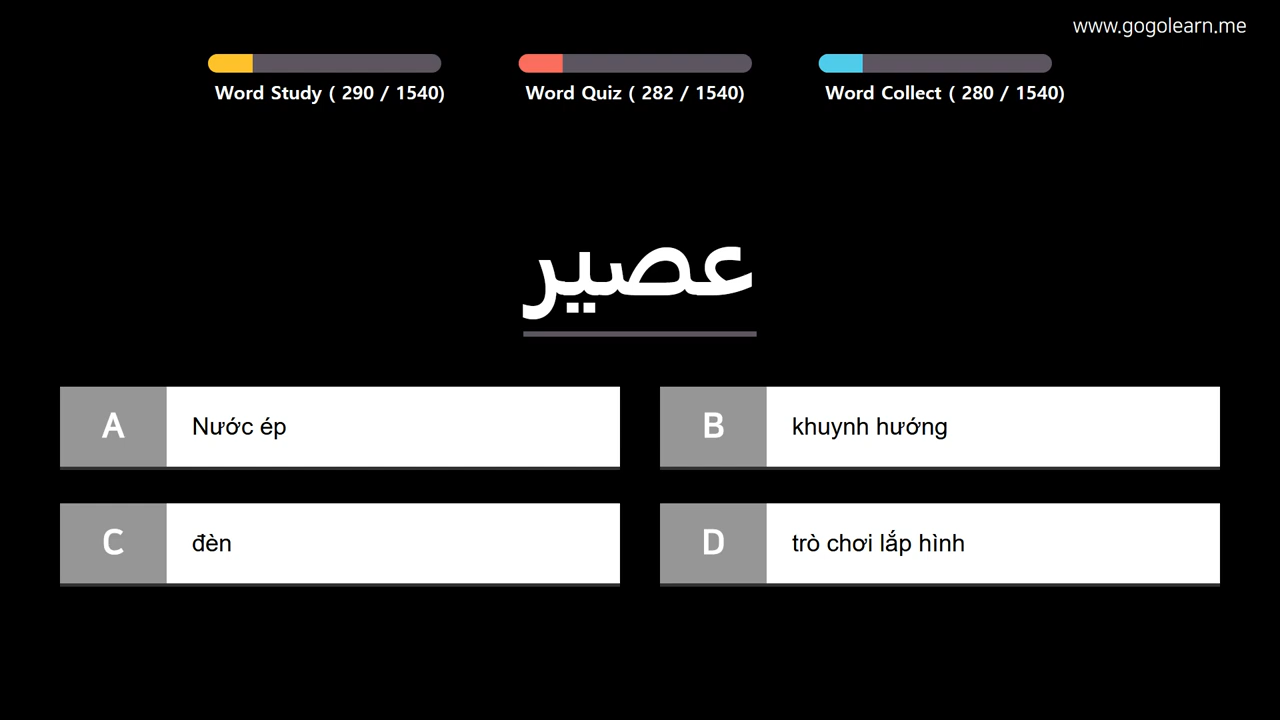 www.gogolearn.me
Word Study ( 290 / 1540)
Word Quiz ( 282 / 1540)
Word Collect ( 280 / 1540)
عصير
A Nước ép
B khuynh hướng
C đèn
D trò chơi lắp hình